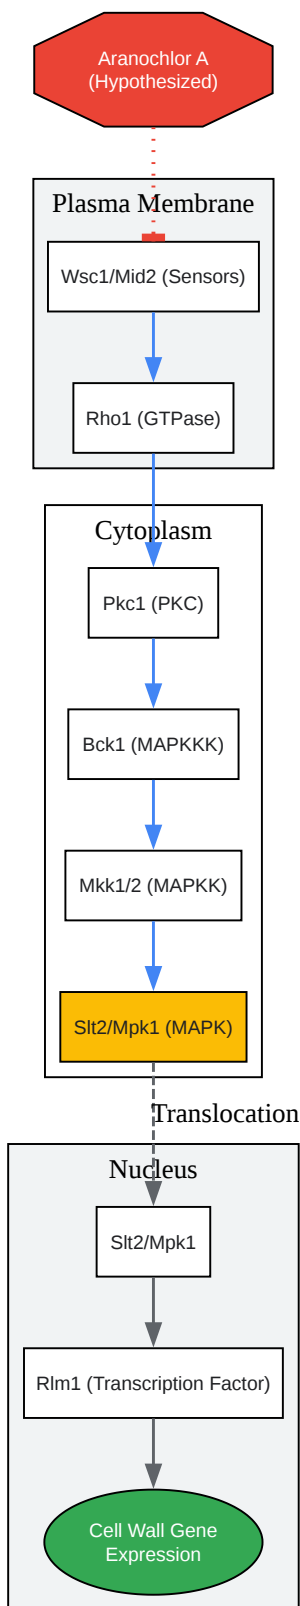 Aranochlor A
(Hypothesized)
Plasma Membrane
Wsc1/Mid2 (Sensors)
Rho1 (GTPase)
Cytoplasm
Pkc1 (PKC)
Bck1 (MAPKKK)
Mkk1/2 (MAPKK)
Slt2/Mpk1 (MAPK)
Translocation
Nucleus
Slt2/Mpk1
Rlm1 (Transcription Factor)
Cell Wall Gene
Expression